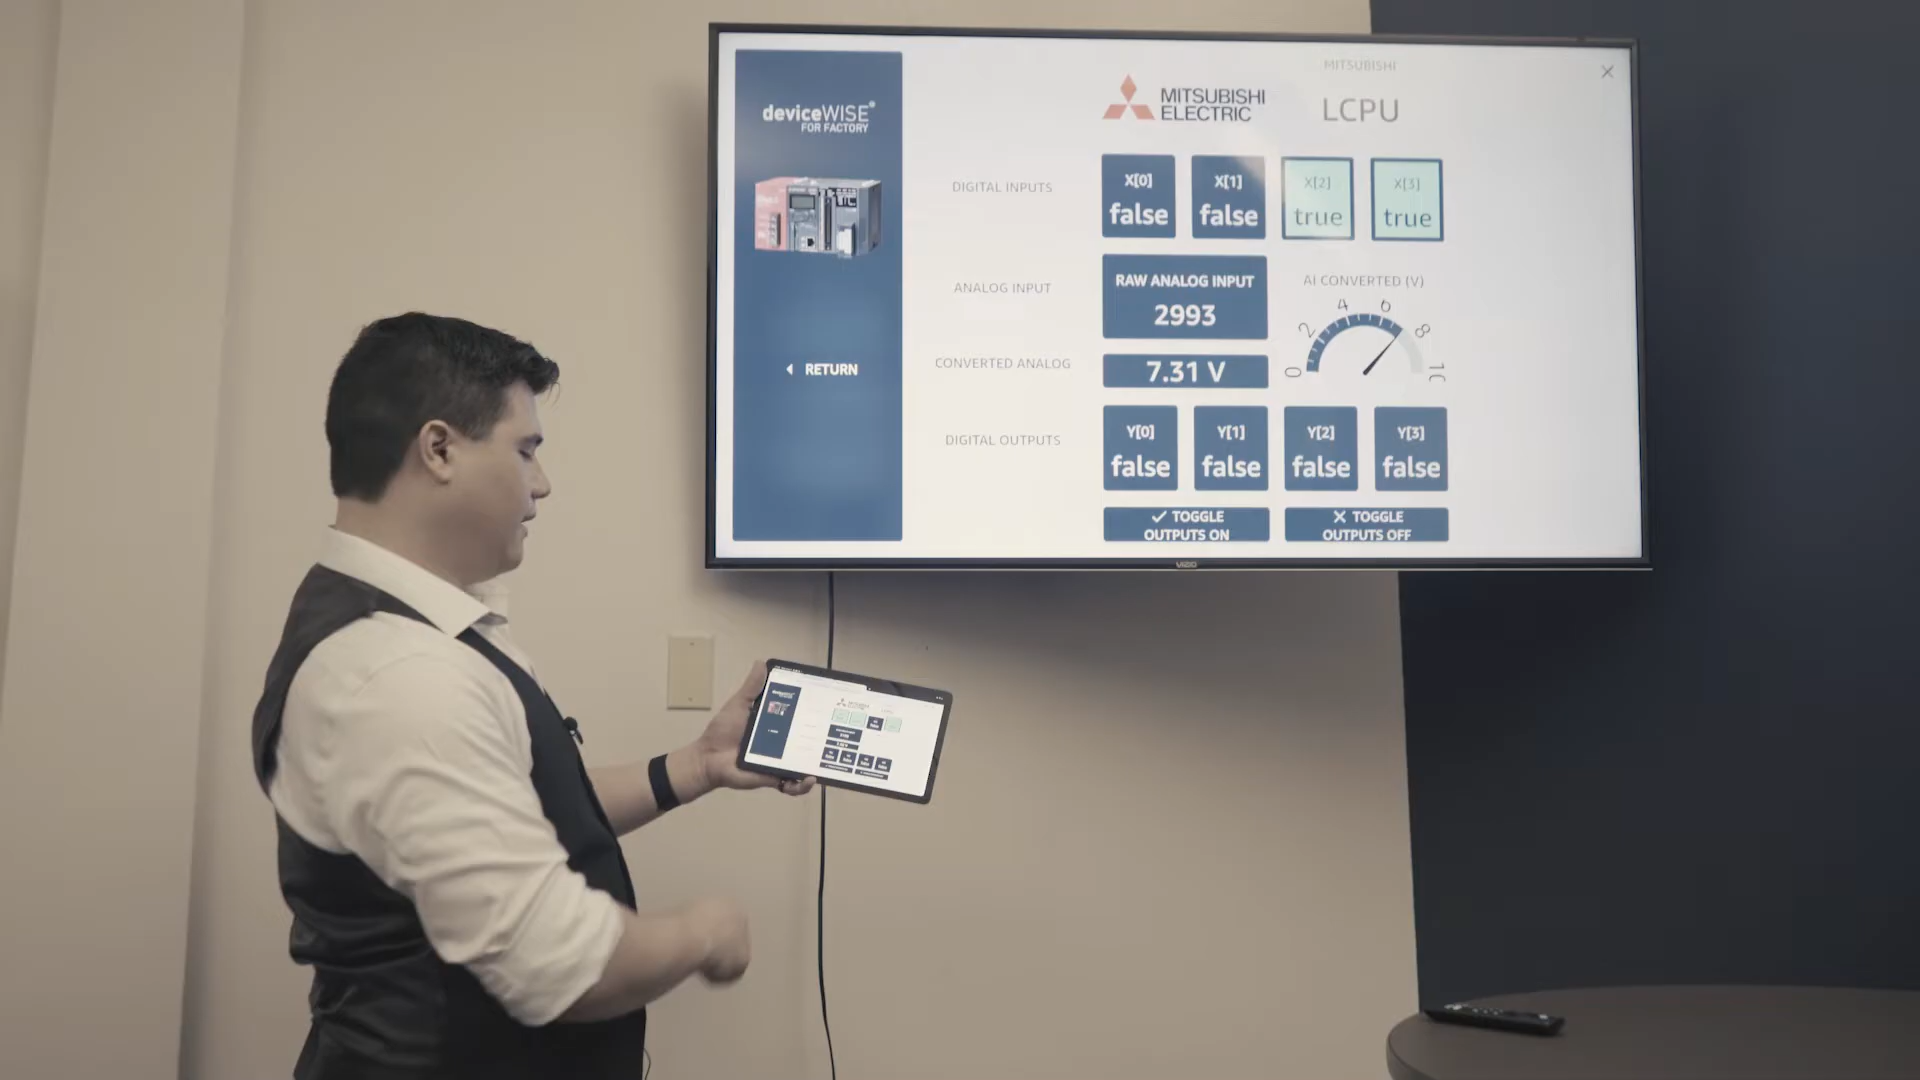 deviceWISE®
FOR FACTORY
RETURN
MITSUBISHI
MITSUBISHI
ELECTRIC
LCPU
DIGITAL INPUTS
X[0]
false
X[1]
false
X[2]
true
X[3]
true
ANALOG INPUT
RAW ANALOG INPUT
2993
AI CONVERTED (V)
0 2 4 6 8 10
CONVERTED ANALOG
7.31 V
DIGITAL OUTPUTS
Y[0]
false
Y[1]
false
Y[2]
false
Y[3]
false
TOGGLE
OUTPUTS ON
TOGGLE
OUTPUTS OFF
VIZIO